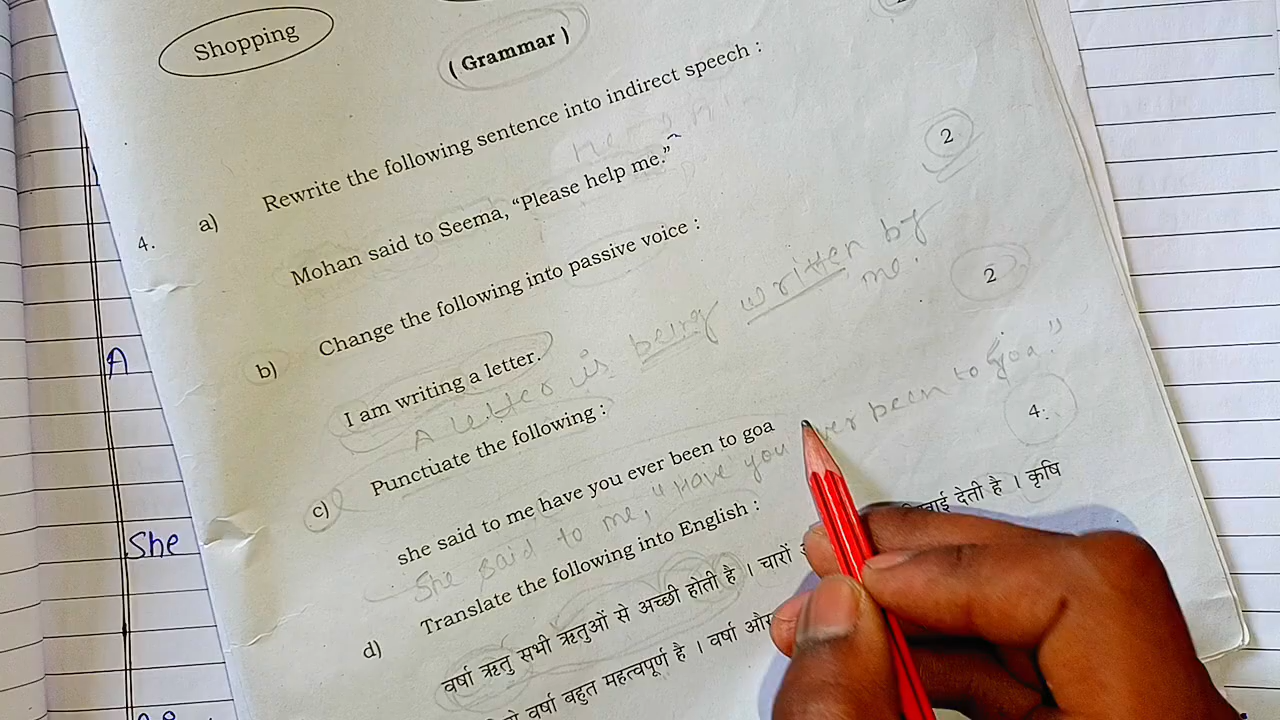 Shopping
( Grammar )
4. a) Rewrite the following sentence into indirect speech :
Mohan said to Seema, “Please help me.”
2
b) Change the following into passive voice :
I am writing a letter.
2
A letter is being written by
me.
c) Punctuate the following :
she said to me have you ever been to goa
4
She said to me, "Have you ever been to Goa."
d) Translate the following into English :
वर्षा ऋतु सभी ऋतुओं से अच्छी होती है । चारों देती है । कृषि
वर्षा बहुत महत्वपूर्ण है । वर्षा
A
She